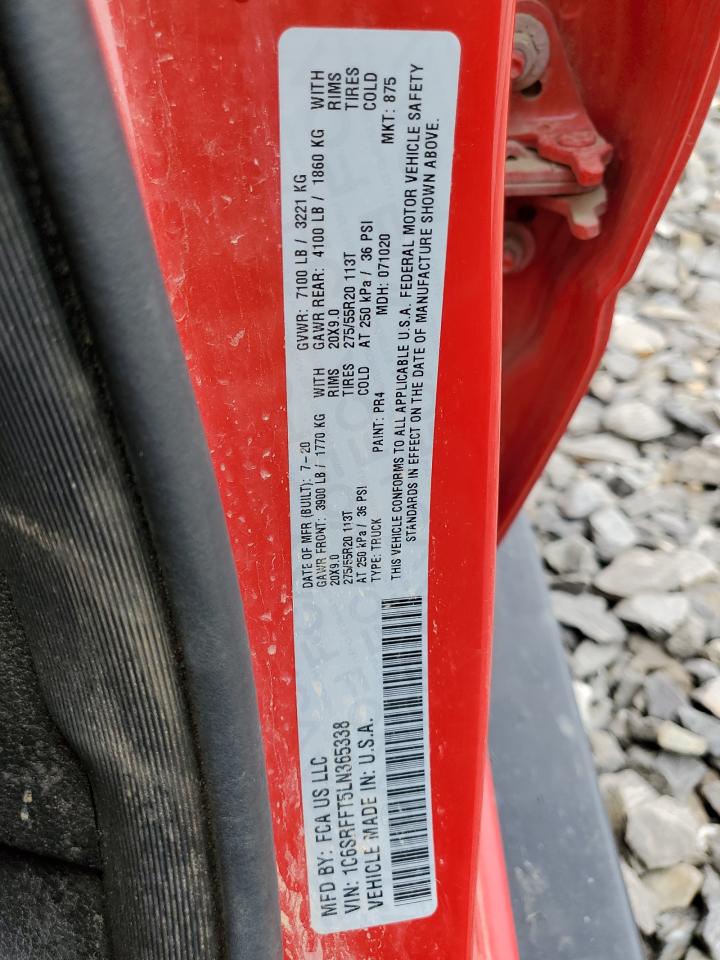 MFD BY: FCA US LLC
DATE OF MFR (BUILT): 7-20
GVWR: 7100 LB / 3221 KG
GAWR FRONT: 3900 LB / 1770 KG WITH
GAWR REAR: 4100 LB / 1860 KG WITH
20X9.0 RIMS
20X9.0 RIMS
275/55R20 113T TIRES
275/55R20 113T TIRES
AT 250 kPa / 36 PSI COLD
AT 250 kPa / 36 PSI COLD
VIN: 1C6SRFFT5LN365338
TYPE: TRUCK
PAINT: PR4
MDH: 071020
MKT: 875
VEHICLE MADE IN: U.S.A.
THIS VEHICLE CONFORMS TO ALL APPLICABLE U.S.A. FEDERAL MOTOR VEHICLE SAFETY
STANDARDS IN EFFECT ON THE DATE OF MANUFACTURE SHOWN ABOVE.